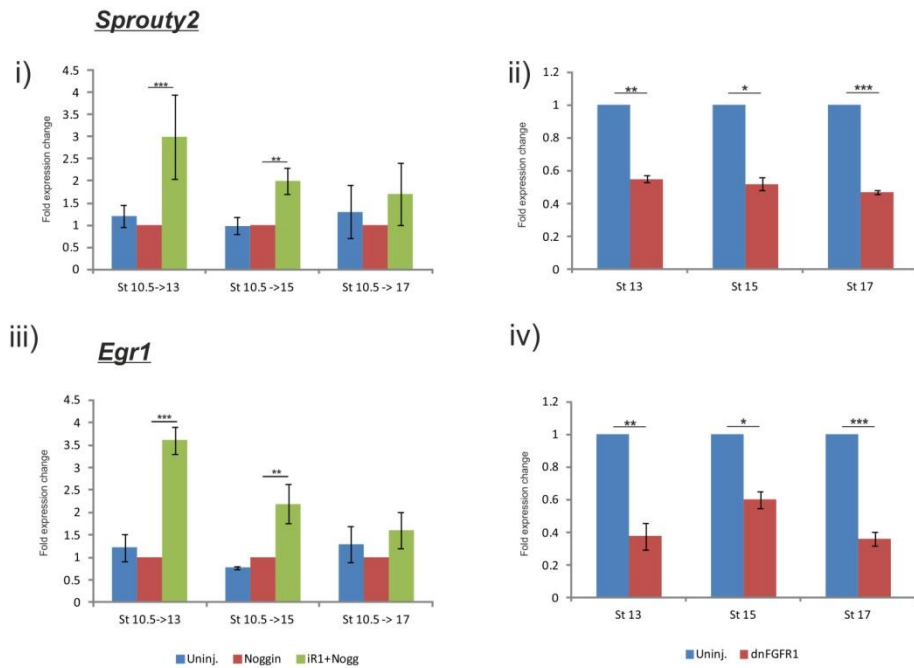 Sprouty2
i)
Fold expression change
4.5
4
3.5
3
2.5
2
1.5
1
0.5
0
***
**
St 10.5->13
St 10.5->15
St 10.5-> 17
ii)
Fold expression change
1.2
1
0.8
0.6
0.4
0.2
0
**
*
***
St 13
St 15
St 17
iii)
Egr1
Fold expression change
4.5
4
3.5
3
2.5
2
1.5
1
0.5
0
***
**
St 10.5->13
St 10.5->15
St 10.5-> 17
Uninj.
Noggin
iR1+Nogg
iv)
Fold expression change
1.2
1
0.8
0.6
0.4
0.2
0
**
*
***
St 13
St 15
St 17
Uninj.
dnFGFR1